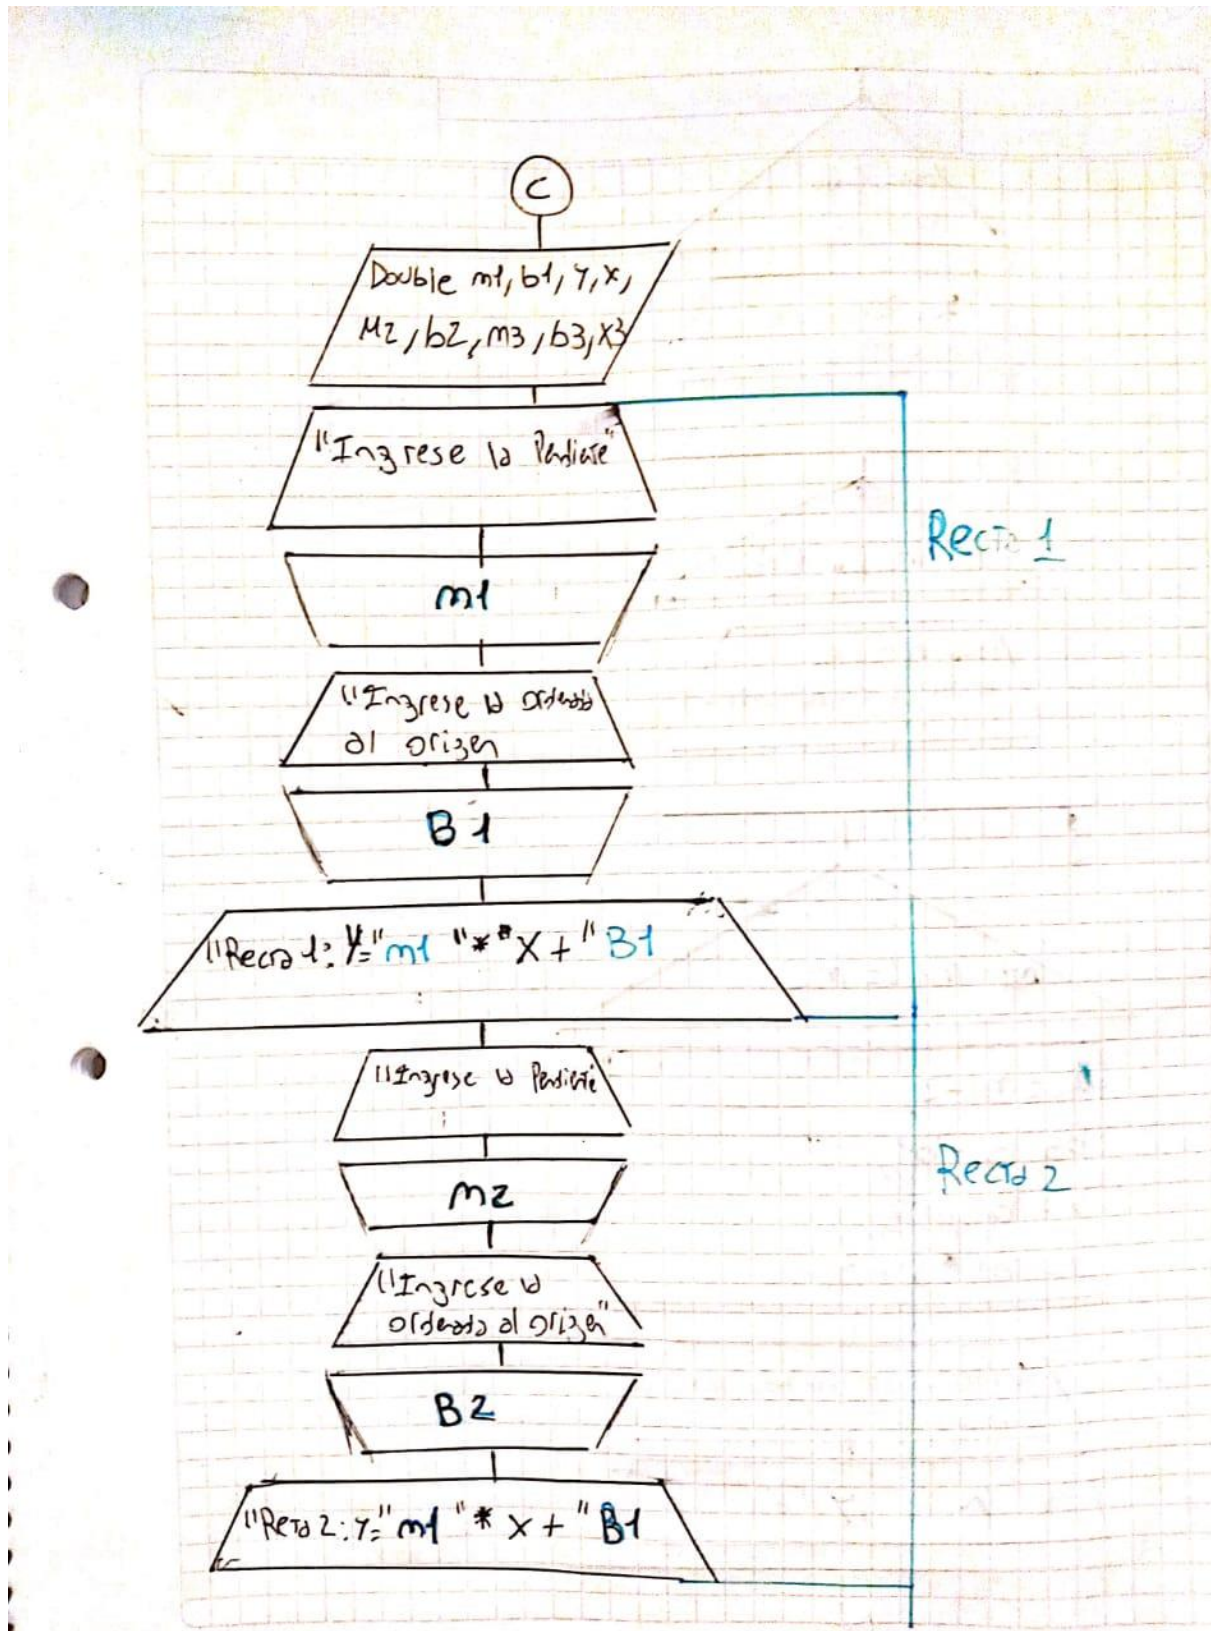 C
Double m1, b1, y, x,
M2, b2, m3, b3, x3
"Ingrese la Pendiente"
Recta 1
m1
"Ingrese la ordenada
al origen
B1
"Recta 1: Y=" m1 "*" X + " B1
"Ingrese la Pendiente
Recta 2
m2
"Ingrese la
ordenada al origen"
B2
"Reta 2: Y=" m1 "* X + " B1